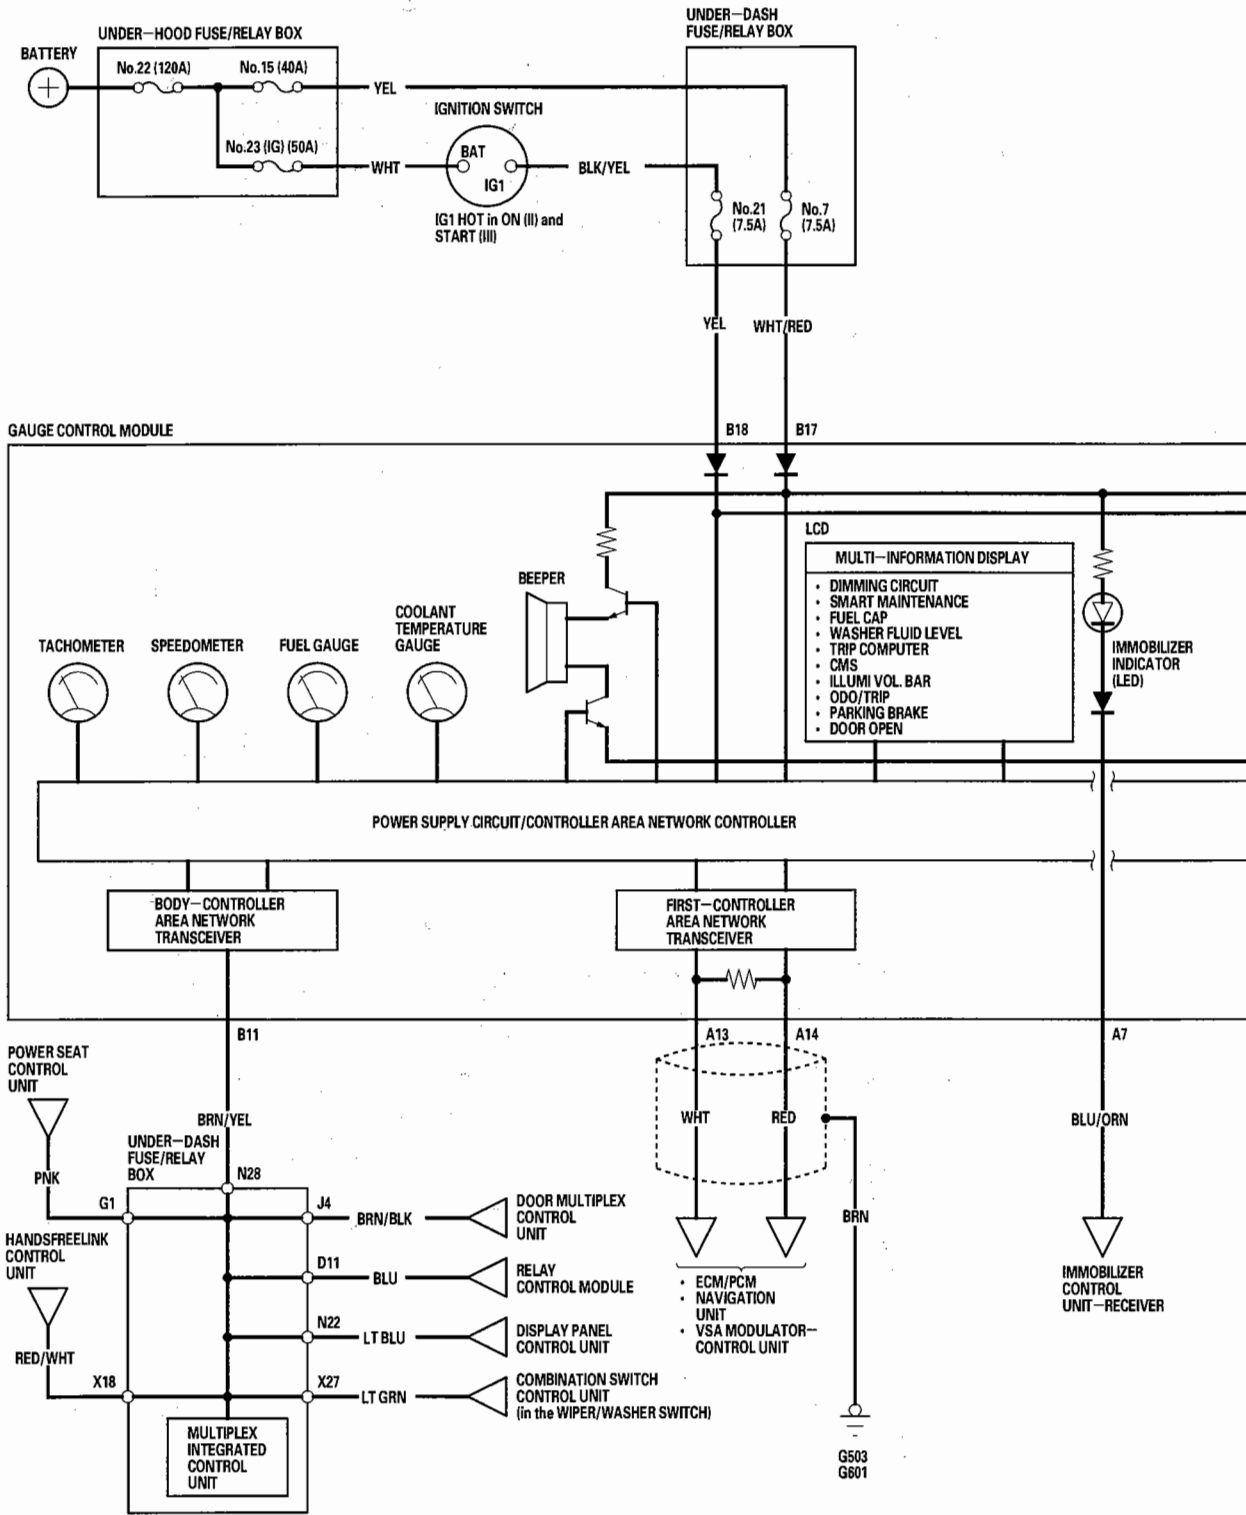 UNDER—HOOD FUSE/RELAY BOX
UNDER—DASH
FUSE/RELAY BOX
BATTERY
No.22 (120A)
No.15 (40A)
YEL
IGNITION SWITCH
No.23 (IG) (50A)
WHT
BAT
IG1
BLK/YEL
IG1 HOT in ON (II) and
START (III)
No.21
(7.5A)
No.7
(7.5A)
YEL
WHT/RED
GAUGE CONTROL MODULE
B18
B17
LCD
MULTI—INFORMATION DISPLAY
• DIMMING CIRCUIT
• SMART MAINTENANCE
• FUEL CAP
• WASHER FLUID LEVEL
• TRIP COMPUTER
• CMS
• ILLUMI VOL. BAR
• ODO/TRIP
• PARKING BRAKE
• DOOR OPEN
BEEPER
COOLANT
TEMPERATURE
GAUGE
TACHOMETER
SPEEDOMETER
FUEL GAUGE
IMMOBILIZER
INDICATOR
(LED)
POWER SUPPLY CIRCUIT/CONTROLLER AREA NETWORK CONTROLLER
BODY—CONTROLLER
AREA NETWORK
TRANSCEIVER
FIRST—CONTROLLER
AREA NETWORK
TRANSCEIVER
B11
A13
A14
A7
POWER SEAT
CONTROL
UNIT
BRN/YEL
WHT
RED
BLU/ORN
UNDER—DASH
FUSE/RELAY
BOX
N28
PNK
G1
J4
BRN/BLK
DOOR MULTIPLEX
CONTROL
UNIT
BRN
HANDSFREELINK
CONTROL
UNIT
D11
BLU
RELAY
CONTROL MODULE
• ECM/PCM
• NAVIGATION
UNIT
• VSA MODULATOR—
CONTROL UNIT
IMMOBILIZER
CONTROL
UNIT—RECEIVER
N22
LT BLU
DISPLAY PANEL
CONTROL UNIT
RED/WHT
X18
X27
LT GRN
COMBINATION SWITCH
CONTROL UNIT
(in the WIPER/WASHER SWITCH)
MULTIPLEX
INTEGRATED
CONTROL
UNIT
G503
G601